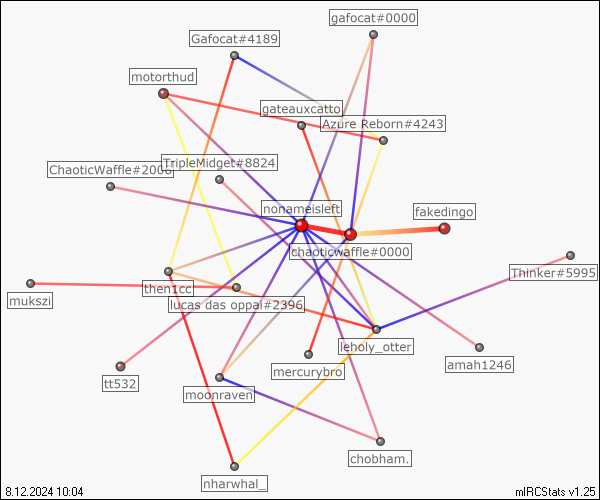 gafocat#0000
Gafocat#4189
motorthud
gateauxcatto
Azure Reborn#4243
TripleMidget#8824
ChaoticWaffle#2006
nonameisleft
fakedingo
chaoticwaffle#0000
Thinker#5995
then1cc
mukszi
lucas das oppai#2396
leholy_otter
amah1246
mercurybro
tt532
moonraven
chobham.
nharwhal_
8.12.2024 10:04
mIRCStats v1.25